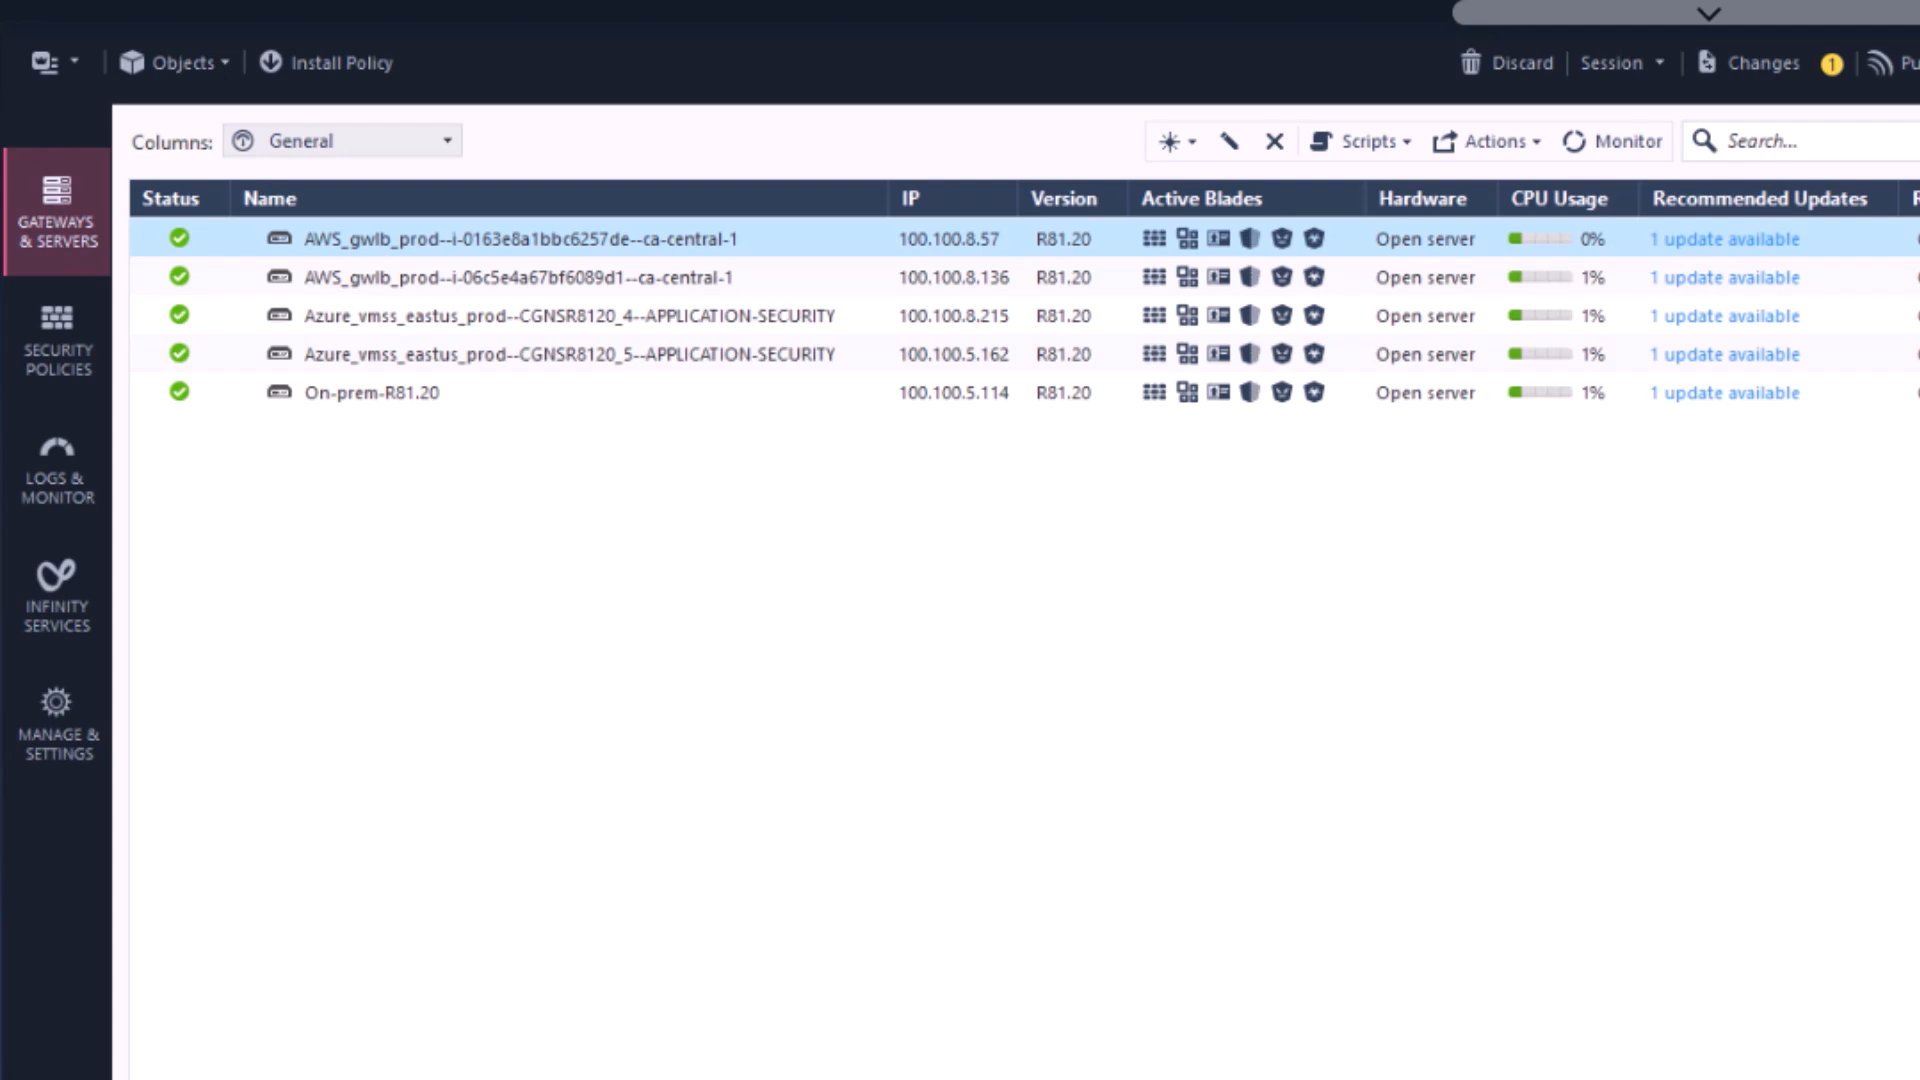 Objects Install Policy Discard Session Changes 1
Columns: General Scripts Actions Monitor Search...
Status Name IP Version Active Blades Hardware CPU Usage Recommended Updates
AWS_gwlb_prod--i-0163e8a1bbc6257de--ca-central-1 100.100.8.57 R81.20 Open server 0% 1 update available
AWS_gwlb_prod--i-06c5e4a67bf6089d1--ca-central-1 100.100.8.136 R81.20 Open server 1% 1 update available
Azure_vmss_eastus_prod--CGNSR8120_4--APPLICATION-SECURITY 100.100.8.215 R81.20 Open server 1% 1 update available
Azure_vmss_eastus_prod--CGNSR8120_5--APPLICATION-SECURITY 100.100.5.162 R81.20 Open server 1% 1 update available
On-prem-R81.20 100.100.5.114 R81.20 Open server 1% 1 update available
GATEWAYS
& SERVERS
SECURITY
POLICIES
LOGS &
MONITOR
INFINITY
SERVICES
MANAGE &
SETTINGS